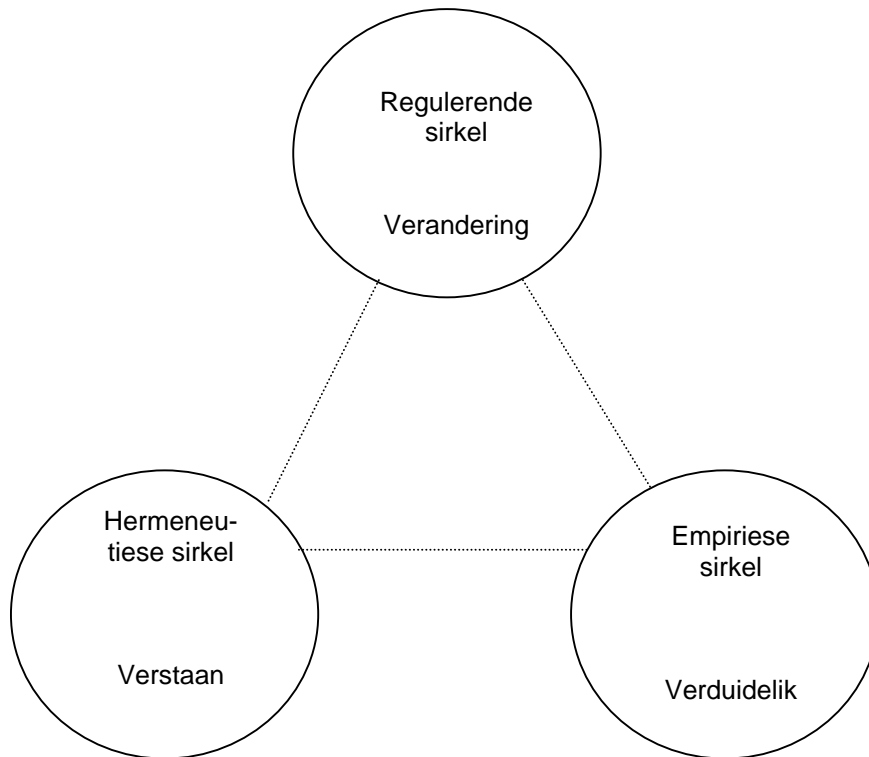 Regulerende
sirkel
Verandering
Hermeneu-
tiese sirkel
Verstaan
Empiriese
sirkel
Verduidelik